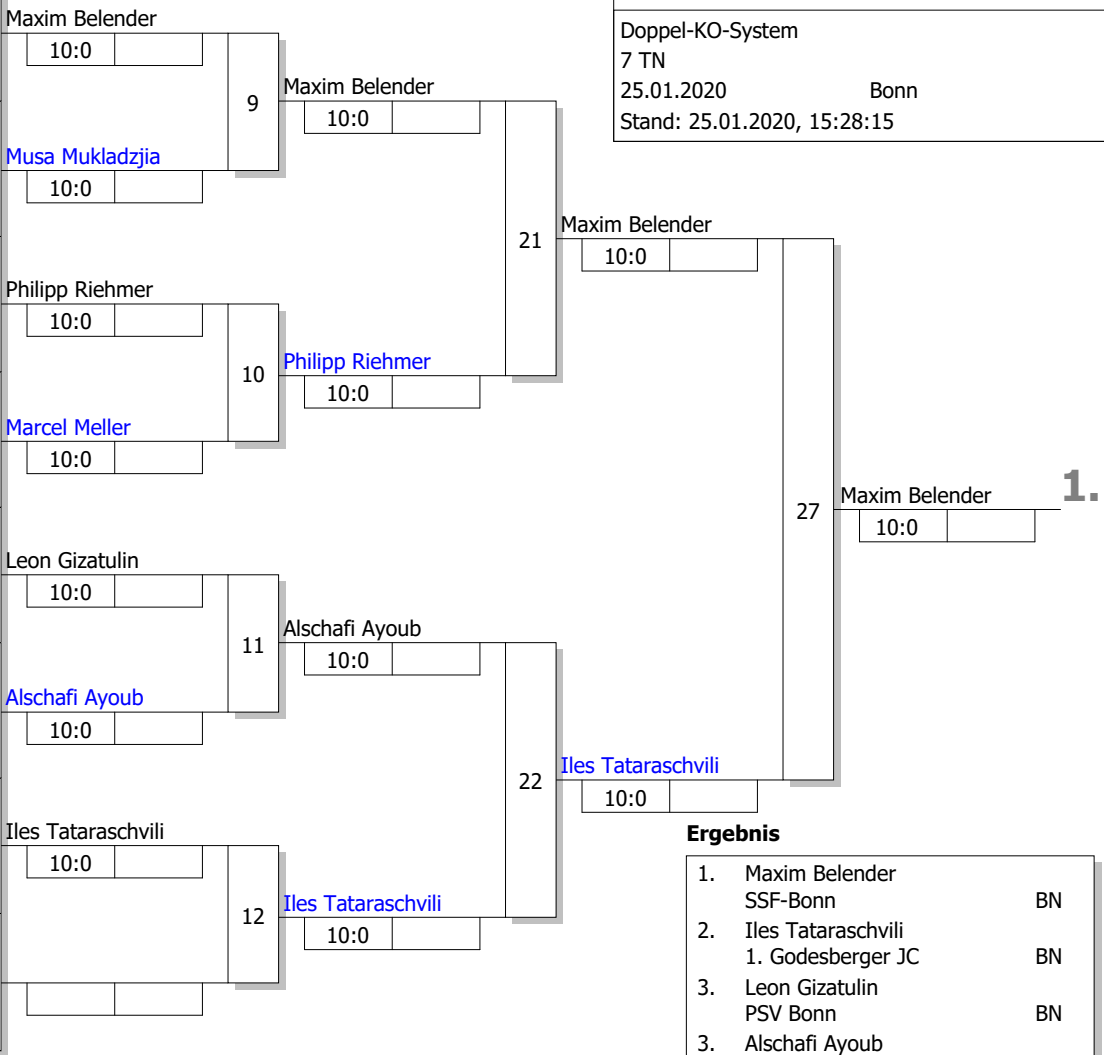 Doppel-KO-System
7 TN
25.01.2020 Bonn
Stand: 25.01.2020, 15:28:15
Maxim Belender
10:0
9
Musa Mukladzjia
10:0
Philipp Riehmer
10:0
10
Marcel Meller
10:0
Leon Gizatulin
10:0
11
Alschafi Ayoub
10:0
Iles Tataraschvili
10:0
12
Maxim Belender
10:0
21
Philipp Riehmer
10:0
Alschafi Ayoub
10:0
22
Iles Tataraschvili
10:0
Maxim Belender
10:0
27
Iles Tataraschvili
10:0
Maxim Belender 1.
10:0
Ergebnis
1. Maxim Belender
SSF-Bonn BN
2. Iles Tataraschvili
1. Godesberger JC BN
3. Leon Gizatulin
PSV Bonn BN
3. Alschafi Ayoub